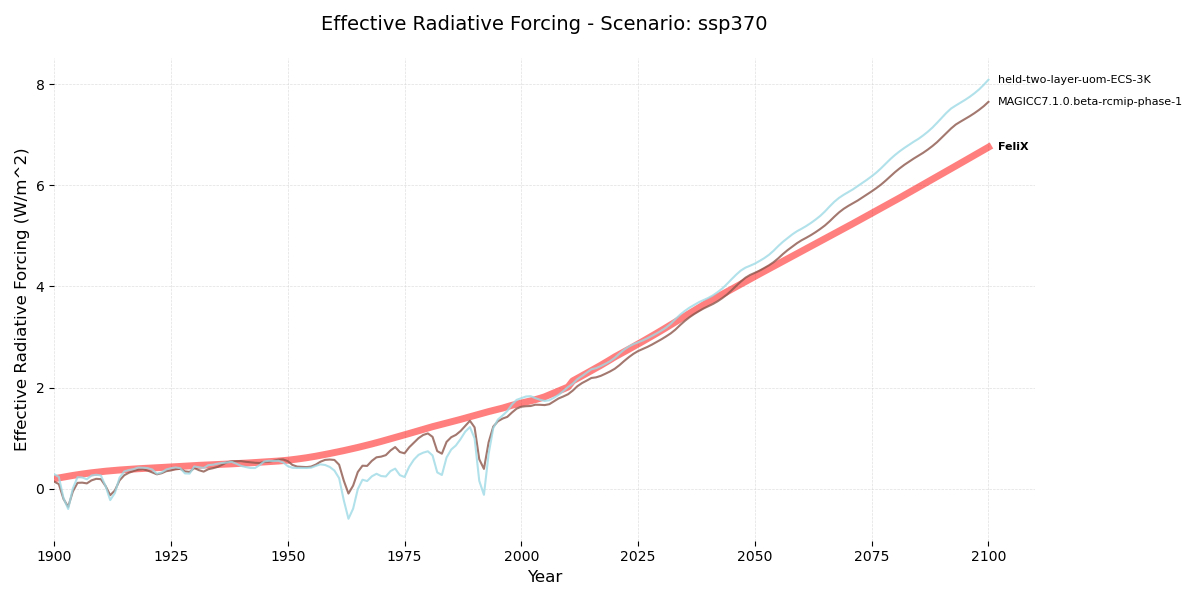 Effective Radiative Forcing - Scenario: ssp370
held-two-layer-uom-ECS-3K
MAGICC7.1.0.beta-rcmip-phase-1
FeliX
Effective Radiative Forcing (W/m^2)
8
6
4
2
0
1900 1925 1950 1975 2000 2025 2050 2075 2100
Year